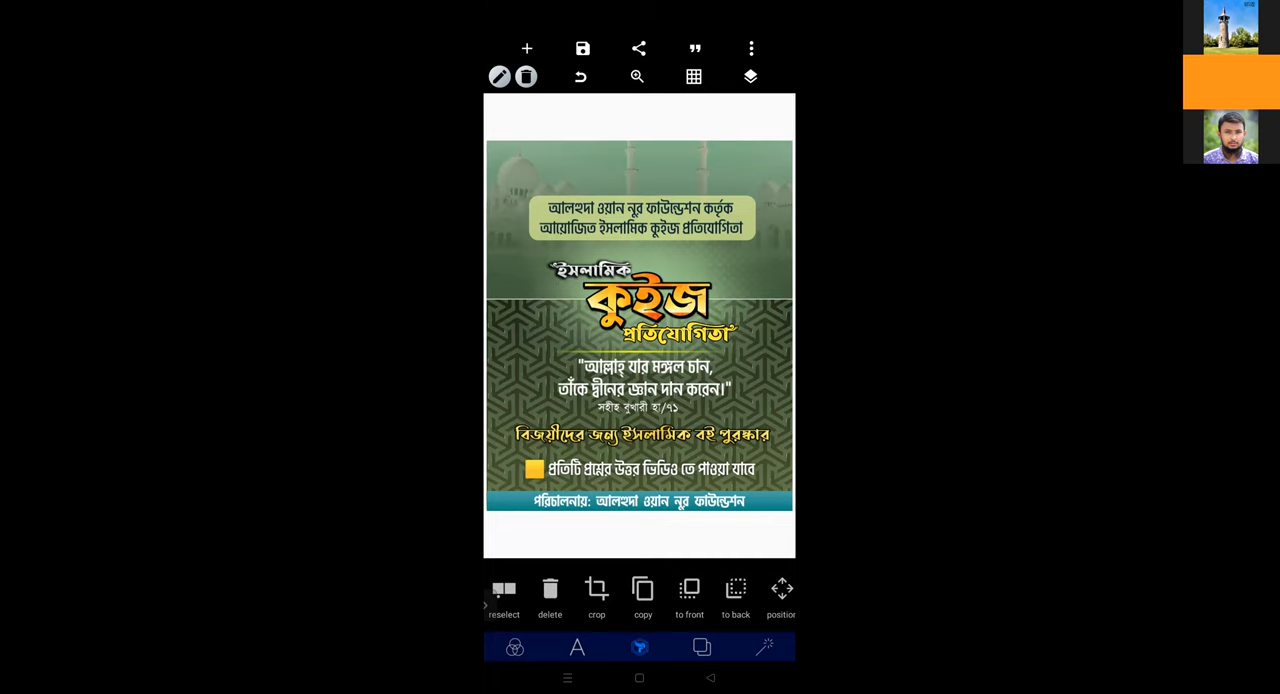 আলহুদা ওয়ান নূর ফাউন্ডেশন কর্তৃক
আয়োজিত ইসলামিক কুইজ প্রতিযোগিতা
ইসলামিক
কুইজ
প্রতিযোগিতা
"আল্লাহ্ যার মঙ্গল চান,
তাঁকে দ্বীনের জ্ঞান দান করেন।"
সহীহ বুখারী হা/৭১
বিজয়ীদের জন্য ইসলামিক বই পুরষ্কার
প্রতিটি প্রশ্নের উত্তর ভিডিও তে পাওয়া যাবে
পরিচালনায়: আলহুদা ওয়ান নূর ফাউন্ডেশন
reselect delete crop copy to front to back position